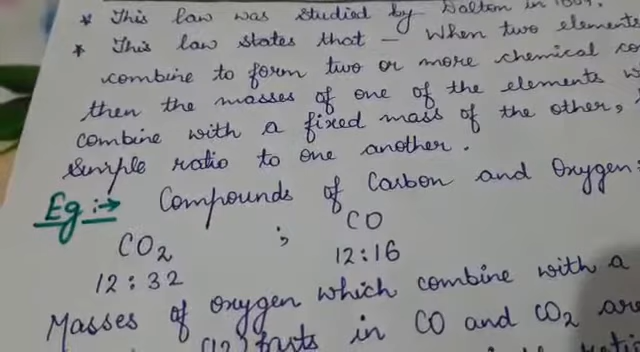 * This law was studied by Dalton in
* This law states that - When two elements
combine to form two or more chemical
then the masses of one of the elements
combine with a fixed mass of the other,
simple ratio to one another.
Eg :→ Compounds of Carbon and Oxygen:
CO2 ; CO
12:32 12:16
Masses of oxygen which combine with a
(12) parts in CO and CO2 are